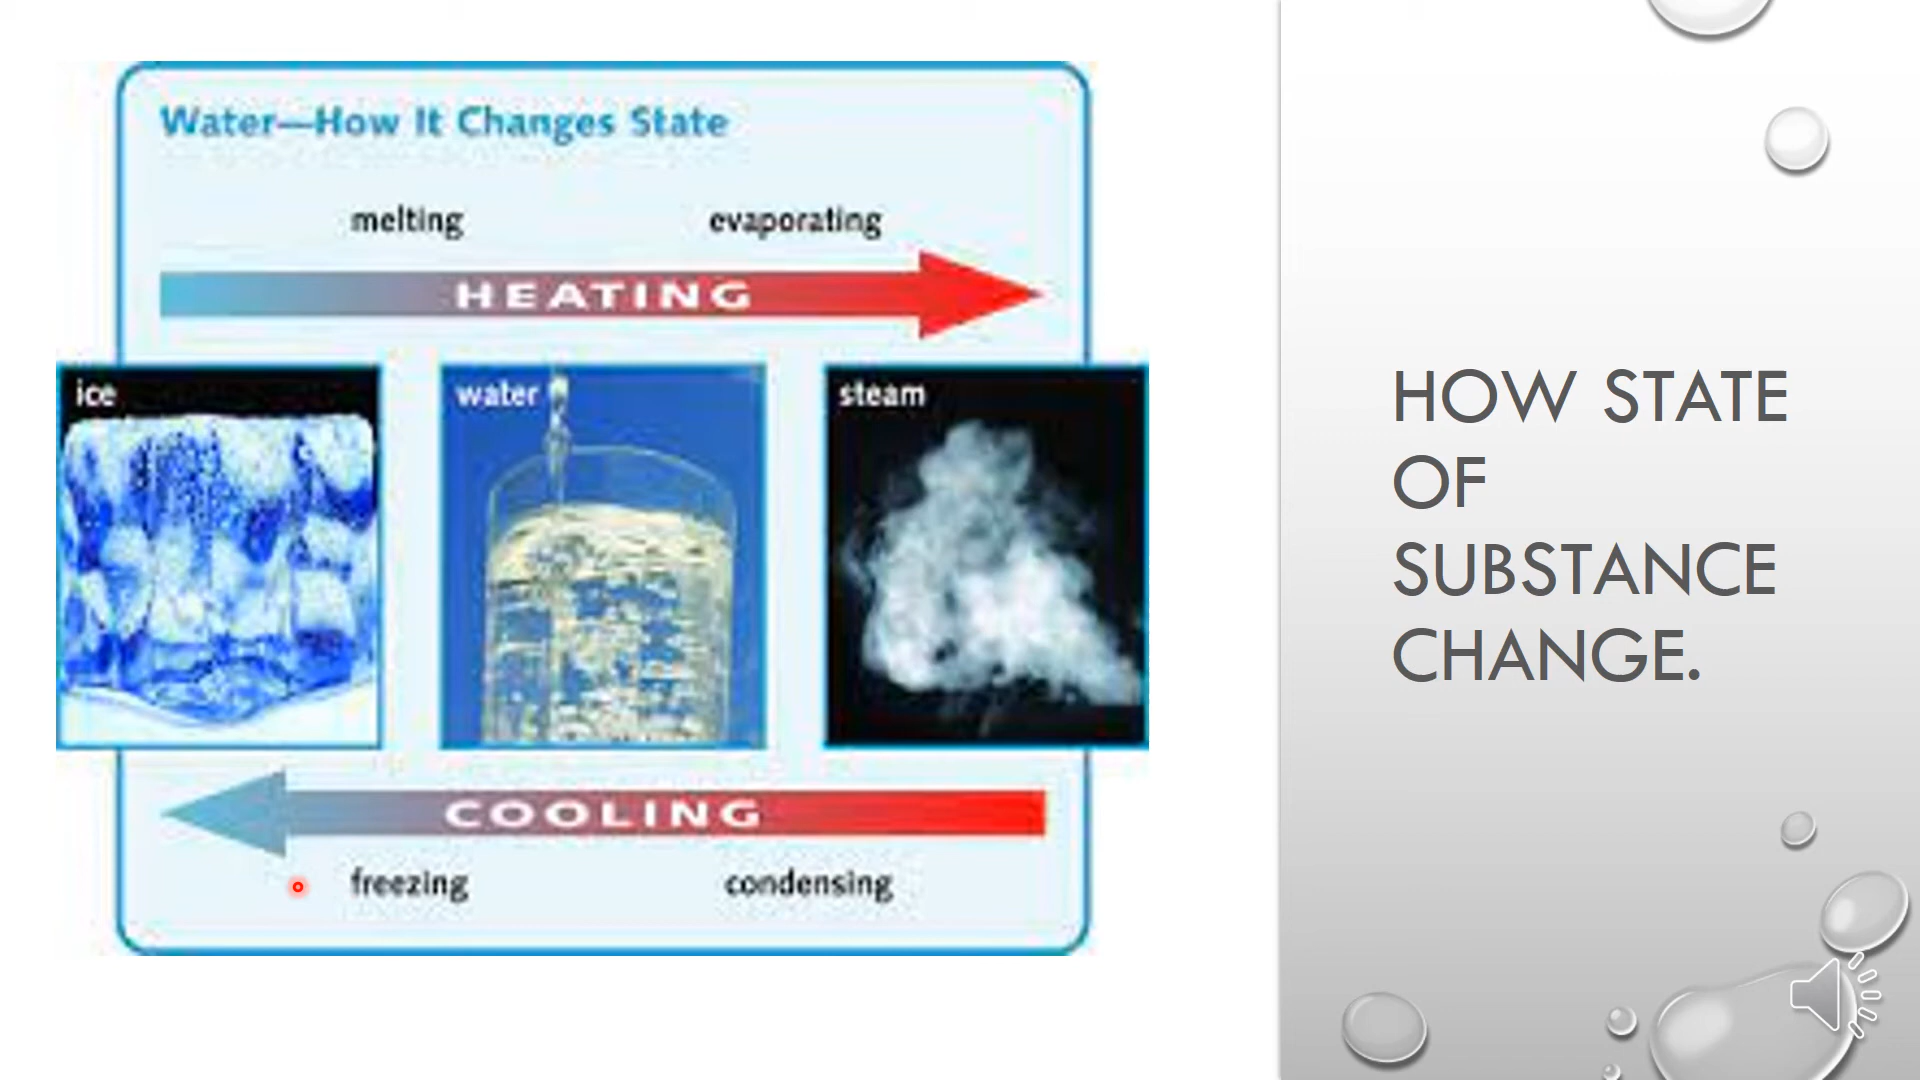 Water—How It Changes State
melting evaporating
HEATING
ice water steam
COOLING
freezing condensing
HOW STATE
OF
SUBSTANCE
CHANGE.